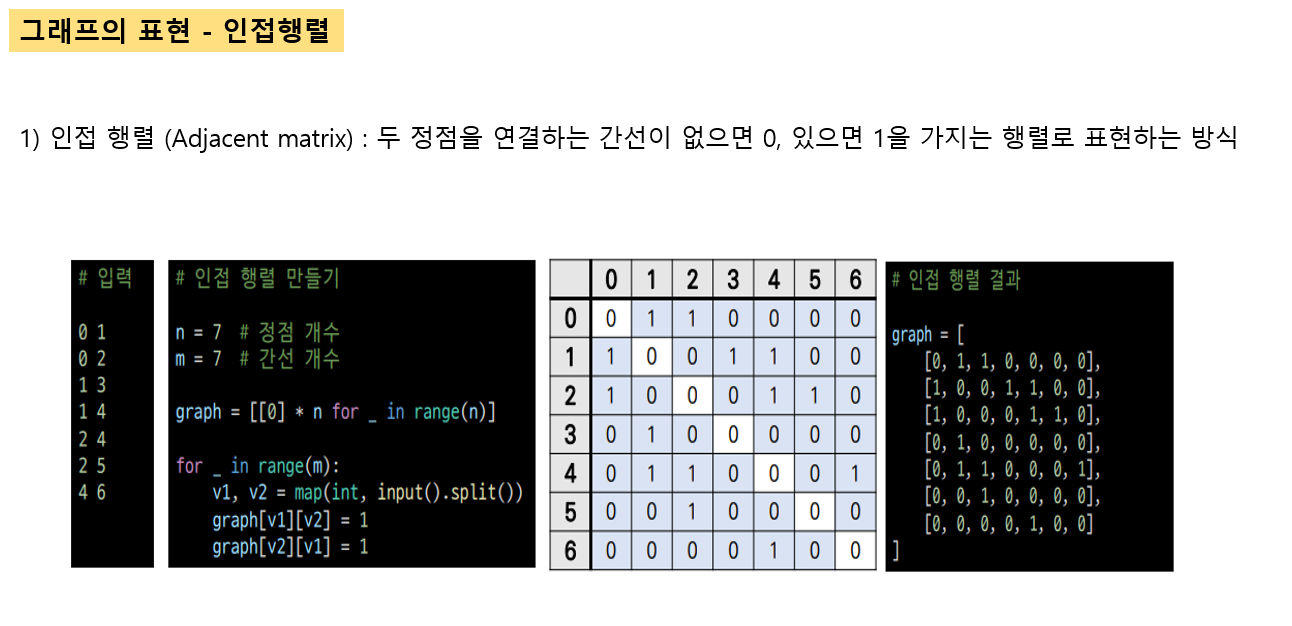 그래프의 표현 - 인접행렬
1) 인접 행렬 (Adjacent matrix) : 두 정점을 연결하는 간선이 없으면 0, 있으면 1을 가지는 행렬로 표현하는 방식
# 입력
0 1
0 2
1 3
1 4
2 4
2 5
4 6
# 인접 행렬 만들기
n = 7 # 정점 개수
m = 7 # 간선 개수
graph = [[0] * n for _ in range(n)]
for _ in range(m):
v1, v2 = map(int, input().split())
graph[v1][v2] = 1
graph[v2][v1] = 1
0 1 2 3 4 5 6
0 0 1 1 0 0 0 0
1 1 0 0 1 1 0 0
2 1 0 0 0 1 1 0
3 0 1 0 0 0 0 0
4 0 1 1 0 0 0 1
5 0 0 1 0 0 0 0
6 0 0 0 0 1 0 0
# 인접 행렬 결과
graph = [
[0, 1, 1, 0, 0, 0, 0],
[1, 0, 0, 1, 1, 0, 0],
[1, 0, 0, 0, 1, 1, 0],
[0, 1, 0, 0, 0, 0, 0],
[0, 1, 1, 0, 0, 0, 1],
[0, 0, 1, 0, 0, 0, 0],
[0, 0, 0, 0, 1, 0, 0]
]